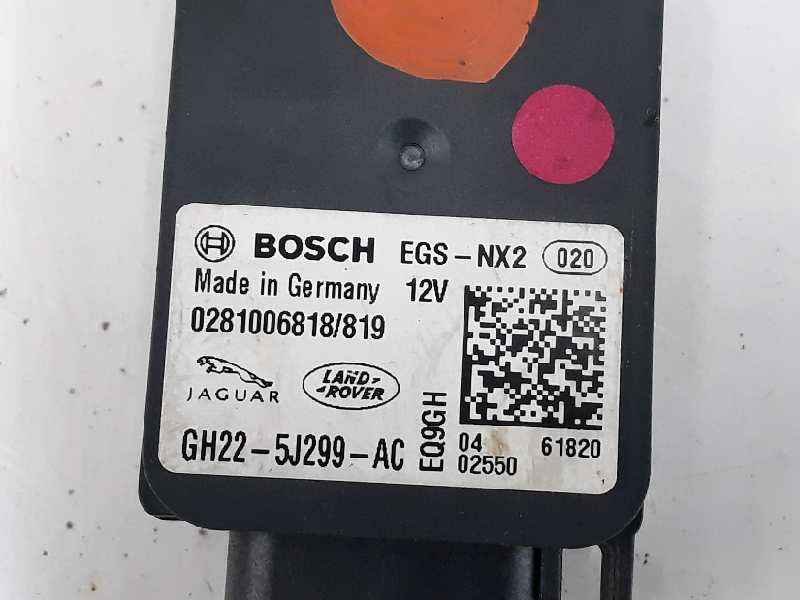 BOSCH EGS-NX2 020
Made in Germany 12V
0281006818/819
JAGUAR LAND ROVER
GH22-5J299-AC
EQ9GH
04 61820
02550